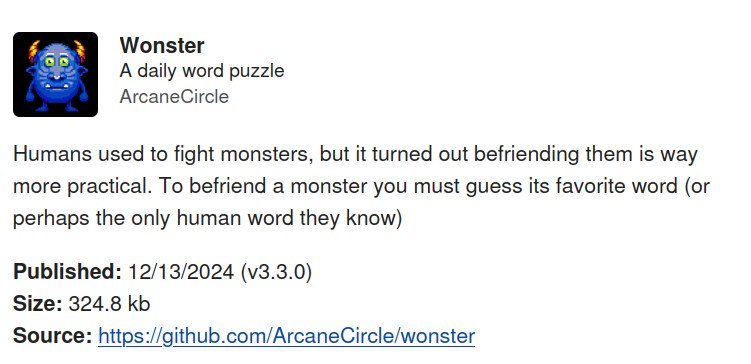 Wonster
A daily word puzzle
ArcaneCircle
Humans used to fight monsters, but it turned out befriending them is way
more practical. To befriend a monster you must guess its favorite word (or
perhaps the only human word they know)
Published: 12/13/2024 (v3.3.0)
Size: 324.8 kb
Source: https://github.com/ArcaneCircle/wonster